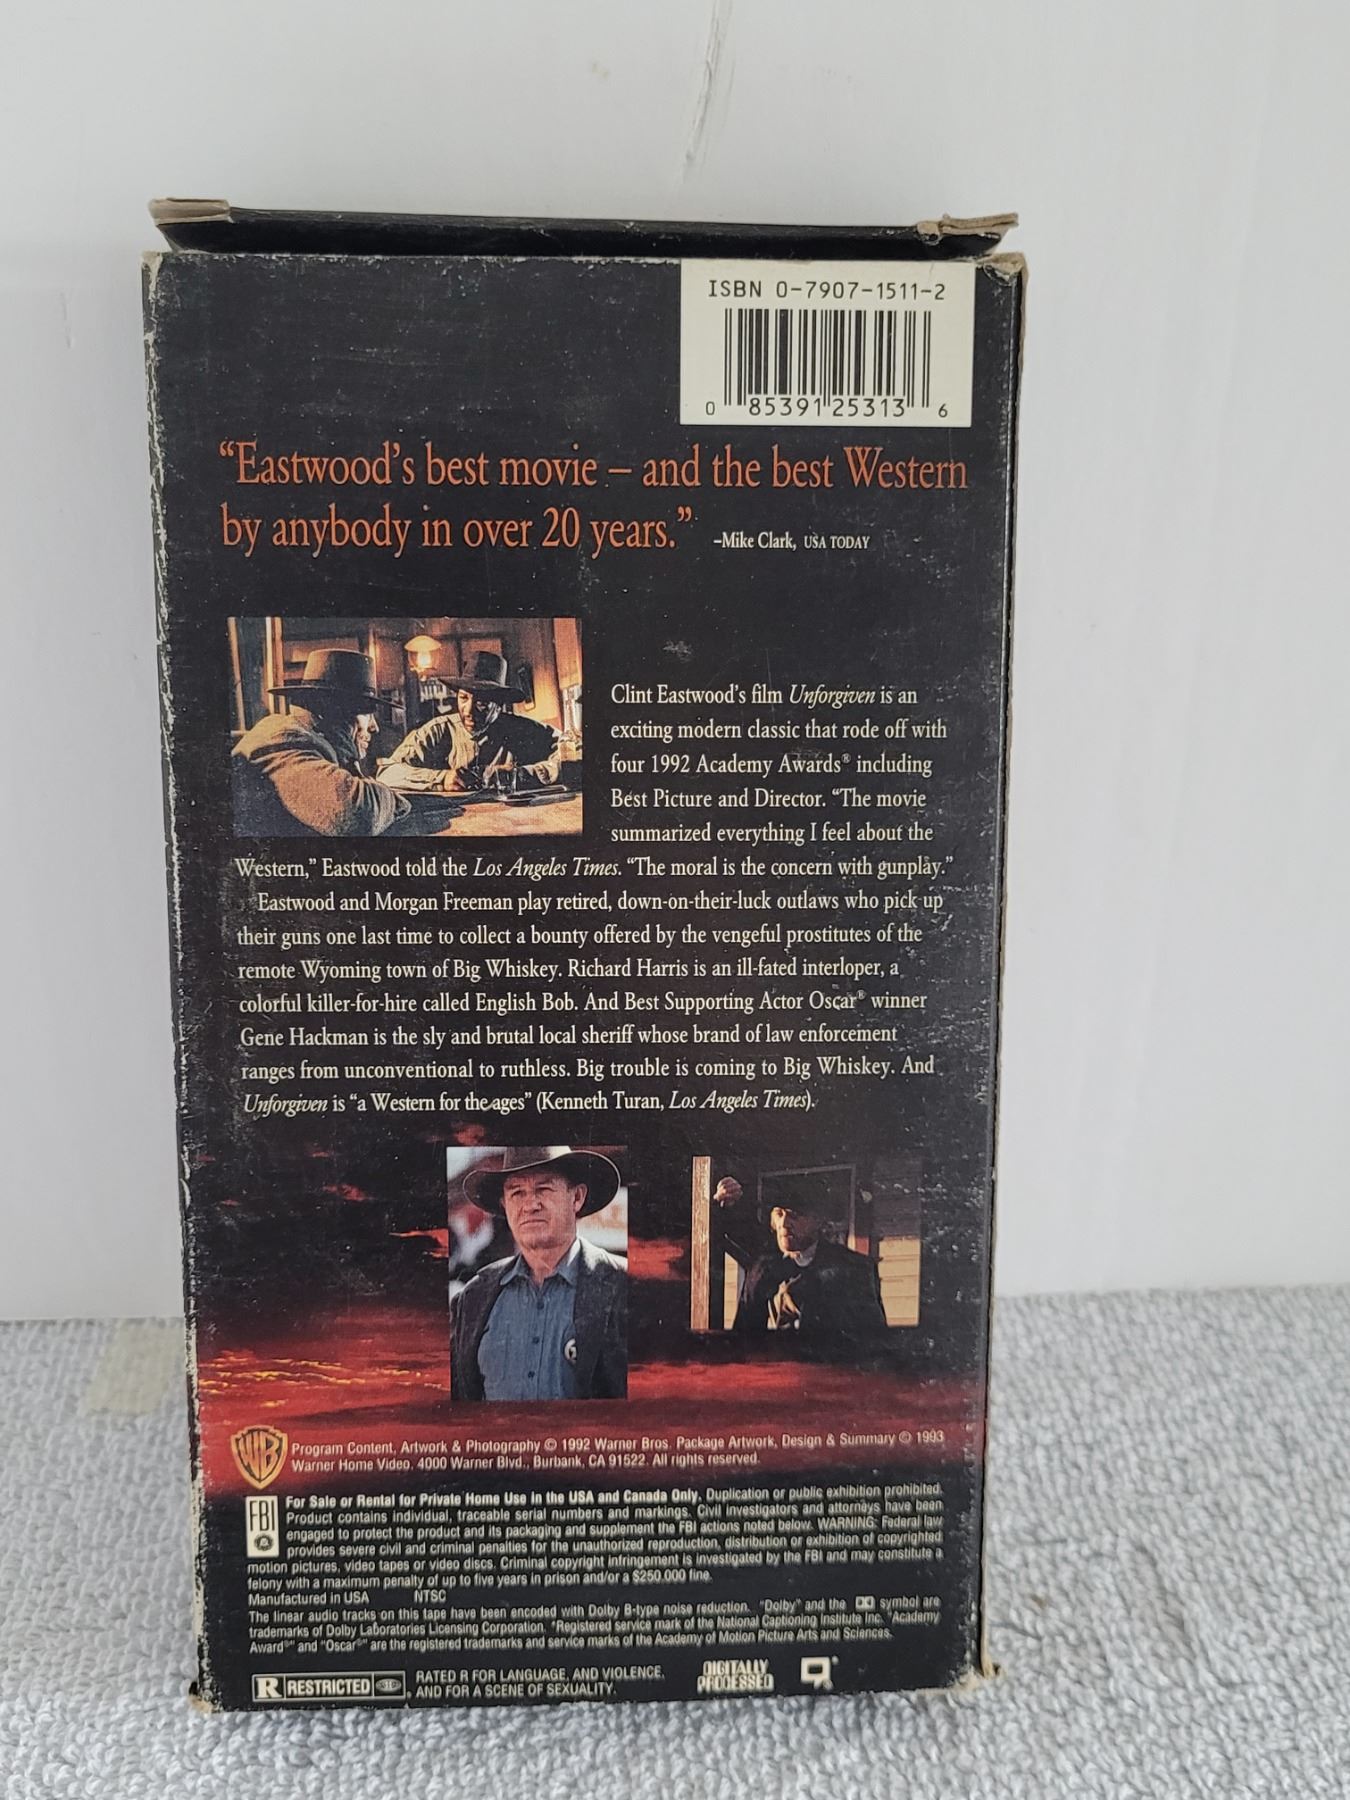 ISBN 0-7907-1511-2
0 85391 25313 6
“Eastwood’s best movie – and the best Western
by anybody in over 20 years.” –Mike Clark, USA TODAY
Clint Eastwood’s film Unforgiven is an
exciting modern classic that rode off with
four 1992 Academy Awards® including
Best Picture and Director. “The movie
summarized everything I feel about the
Western,” Eastwood told the Los Angeles Times. “The moral is the concern with gunplay.”
Eastwood and Morgan Freeman play retired, down-on-their-luck outlaws who pick up
their guns one last time to collect a bounty offered by the vengeful prostitutes of the
remote Wyoming town of Big Whiskey. Richard Harris is an ill-fated interloper, a
colorful killer-for-hire called English Bob. And Best Supporting Actor Oscar® winner
Gene Hackman is the sly and brutal local sheriff whose brand of law enforcement
ranges from unconventional to ruthless. Big trouble is coming to Big Whiskey. And
Unforgiven is “a Western for the ages” (Kenneth Turan, Los Angeles Times).
WB Program Content, Artwork & Photography © 1992 Warner Bros. Package Artwork, Design & Summary © 1993
Warner Home Video, 4000 Warner Blvd., Burbank, CA 91522. All rights reserved.
FBI For Sale or Rental for Private Home Use in the USA and Canada Only. Duplication or public exhibition prohibited.
Product contains individual, traceable serial numbers and markings. Civil investigators and attorneys have been
engaged to protect the product and its packaging and supplement the FBI actions noted below. WARNING: Federal law
provides severe civil and criminal penalties for the unauthorized reproduction, distribution or exhibition of copyrighted
motion pictures, video tapes or video discs. Criminal copyright infringement is investigated by the FBI and may constitute a
felony with a maximum penalty of up to five years in prison and/or a $250,000 fine.
Manufactured in USA NTSC
The linear audio tracks on this tape have been encoded with Dolby B-type noise reduction. "Dolby" and the symbol are
trademarks of Dolby Laboratories Licensing Corporation. *Registered service mark of the National Captioning Institute Inc. "Academy
Award®" and "Oscar®" are the registered trademarks and service marks of the Academy of Motion Picture Arts and Sciences.
R RESTRICTED RATED R FOR LANGUAGE, AND VIOLENCE, DIGITALLY
AND FOR A SCENE OF SEXUALITY. PROCESSED